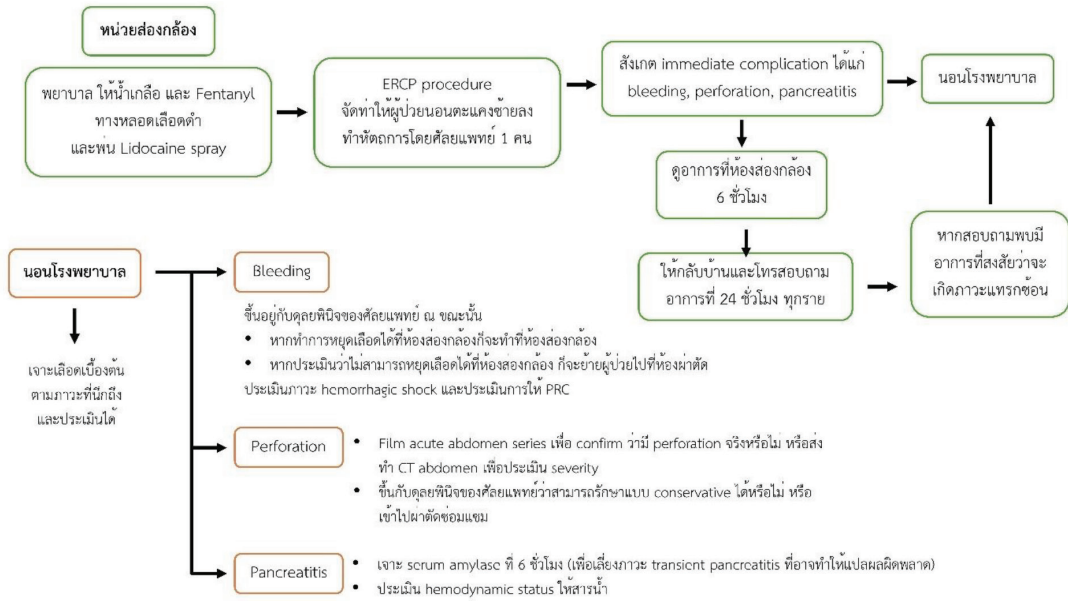 หน่วยส่องกล้อง
พยาบาล ให้น้ำเกลือ และ Fentanyl
ทางหลอดเลือดดำ
และพ่น Lidocaine spray
ERCP procedure
จัดท่าให้ผู้ป่วยนอนตะแคงซ้ายลง
ทำหัตถการโดยศัลยแพทย์ 1 คน
สังเกต immediate complication ได้แก่
bleeding, perforation, pancreatitis
นอนโรงพยาบาล
ดูอาการที่ห้องส่องกล้อง
6 ชั่วโมง
ให้กลับบ้านและโทรสอบถาม
อาการที่ 24 ชั่วโมง ทุกราย
หากสอบถามพบมี
อาการที่สงสัยว่าจะ
เกิดภาวะแทรกซ้อน
นอนโรงพยาบาล
เจาะเลือดเบื้องต้น
ตามภาวะที่นึกถึง
และประเมินได้
Bleeding
ขึ้นอยู่กับดุลยพินิจของศัลยแพทย์ ณ ขณะนั้น
• หากทำการหยุดเลือดได้ที่ห้องส่องกล้องก็จะทำที่ห้องส่องกล้อง
• หากประเมินว่าไม่สามารถหยุดเลือดได้ที่ห้องส่องกล้อง ก็จะย้ายผู้ป่วยไปที่ห้องผ่าตัด
ประเมินภาวะ hemorrhagic shock และประเมินการให้ PRC
Perforation
• Film acute abdomen series เพื่อ confirm ว่ามี perforation จริงหรือไม่ หรือส่ง
ทำ CT abdomen เพื่อประเมิน severity
• ขึ้นกับดุลยพินิจของศัลยแพทย์ว่าสามารถรักษาแบบ conservative ได้หรือไม่ หรือ
เข้าไปผ่าตัดซ่อมแซม
Pancreatitis
• เจาะ serum amylase ที่ 6 ชั่วโมง (เพื่อเลี่ยงภาวะ transient pancreatitis ที่อาจทำให้แปลผลผิดพลาด)
• ประเมิน hemodynamic status ให้สารน้ำ